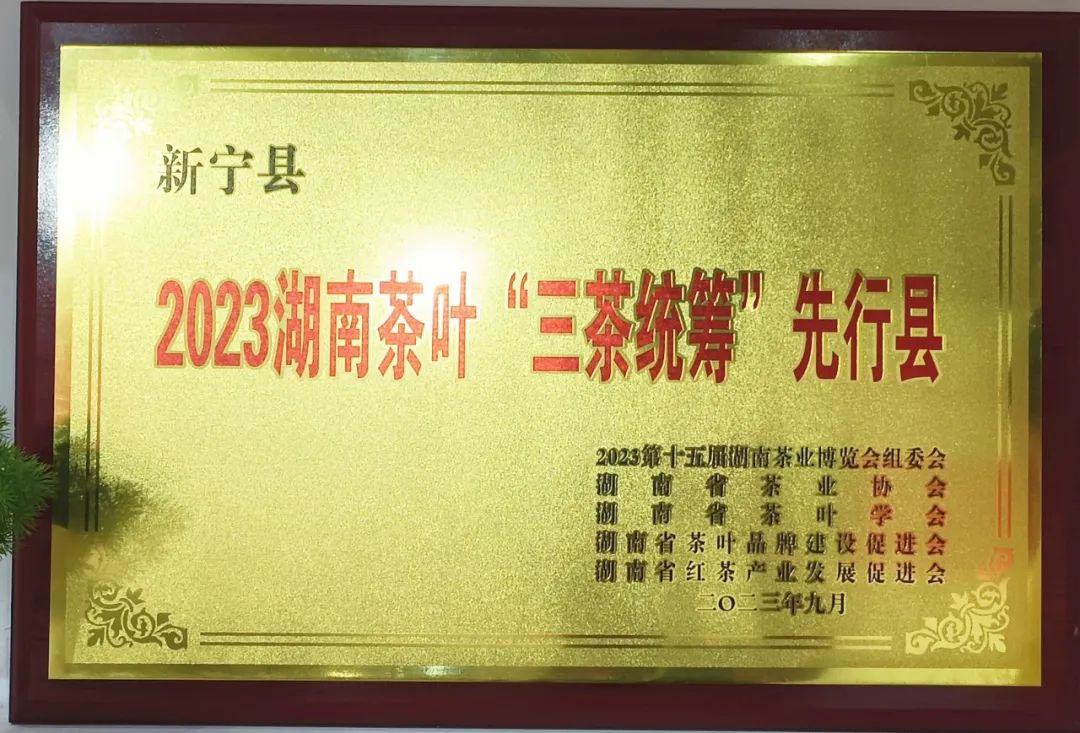 新宁县
2023湖南茶叶“三茶统筹”先行县
2023第十五届湖南茶业博览会组委会
湖南省茶业协会
湖南省茶叶学会
湖南省茶叶品牌建设促进会
湖南省红茶产业发展促进会
二〇二三年九月